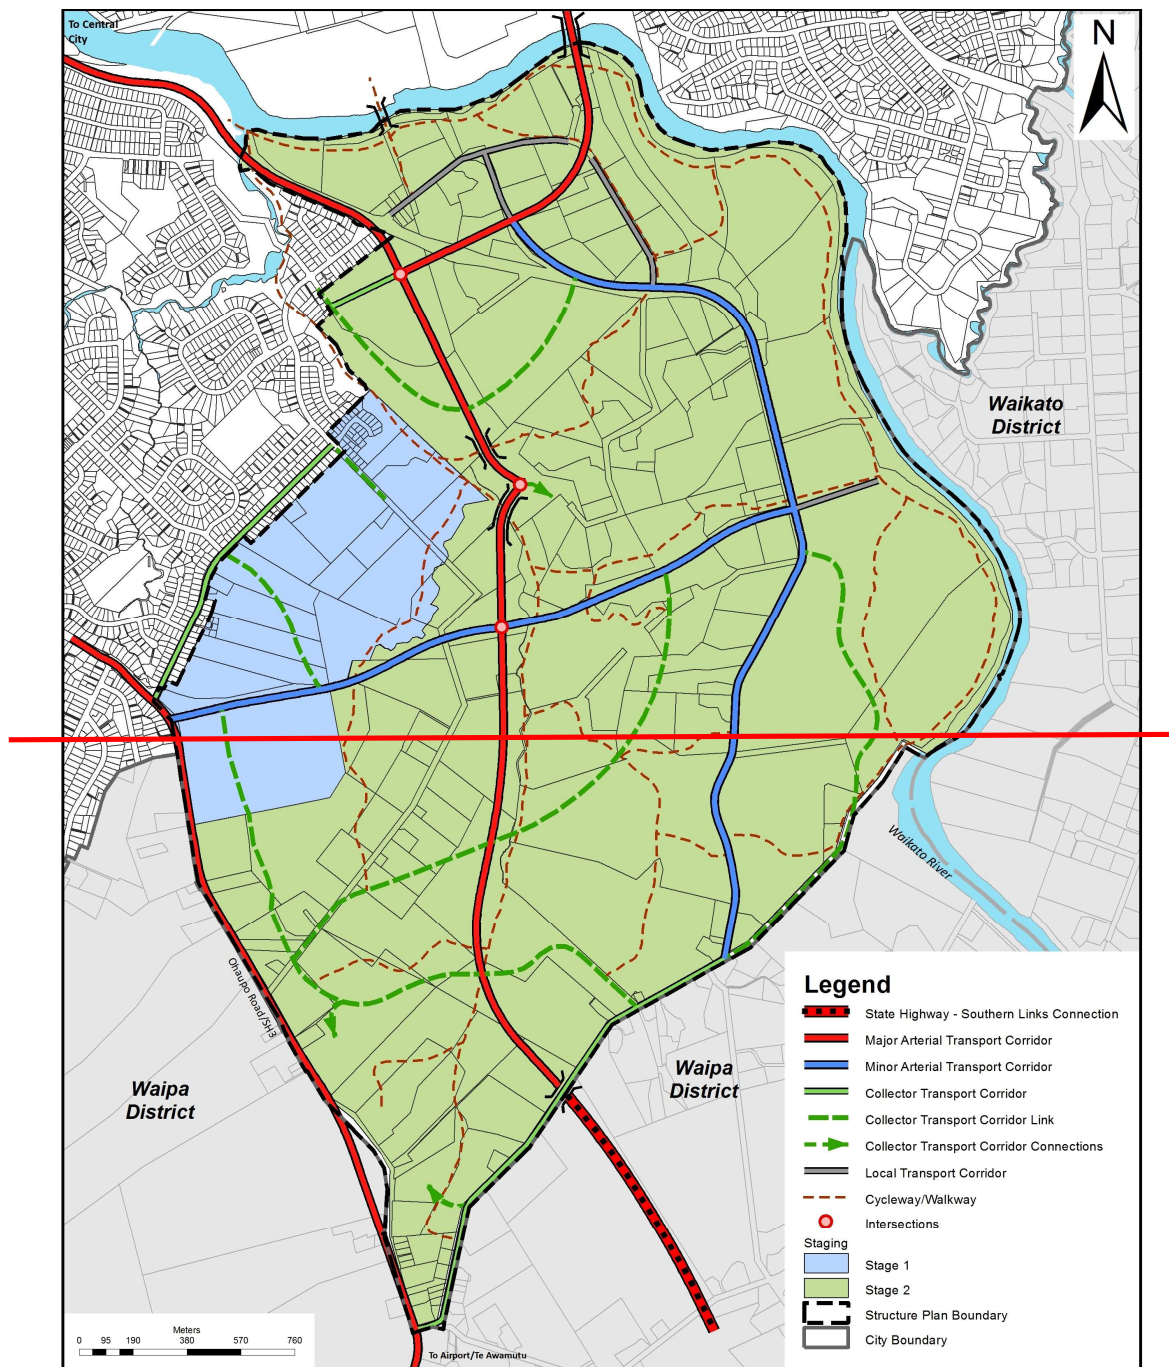 To Central
City
N
Waikato
District
Waikato River
Ohaupo Road/SH3
Waipa
District
Waipa
District
Legend
State Highway - Southern Links Connection
Major Arterial Transport Corridor
Minor Arterial Transport Corridor
Collector Transport Corridor
Collector Transport Corridor Link
Collector Transport Corridor Connections
Local Transport Corridor
Cycleway/Walkway
Intersections
Staging
Stage 1
Stage 2
Structure Plan Boundary
City Boundary
Meters
0 95 190 380 570 760
To Airport/Te Awamutu